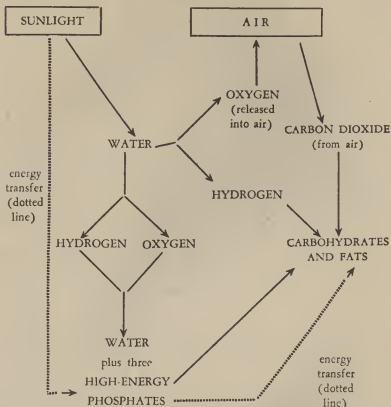 SUNLIGHT
AIR
OXYGEN
(released
into air)
CARBON DIOXIDE
(from air)
WATER
energy
transfer
(dotted
line)
HYDROGEN
HYDROGEN
OXYGEN
CARBOHYDRATES
AND FATS
WATER
plus three
HIGH-ENERGY
PHOSPHATES
energy
transfer
(dotted
line)